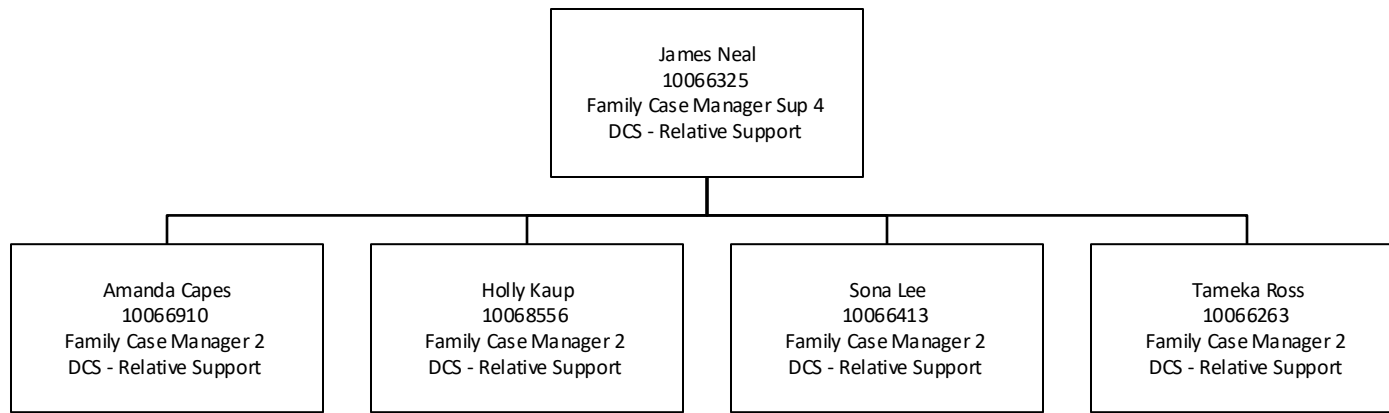 James Neal
10066325
Family Case Manager Sup 4
DCS - Relative Support
Amanda Capes
10066910
Family Case Manager 2
DCS - Relative Support
Holly Kaup
10068556
Family Case Manager 2
DCS - Relative Support
Sona Lee
10066413
Family Case Manager 2
DCS - Relative Support
Tameka Ross
10066263
Family Case Manager 2
DCS - Relative Support